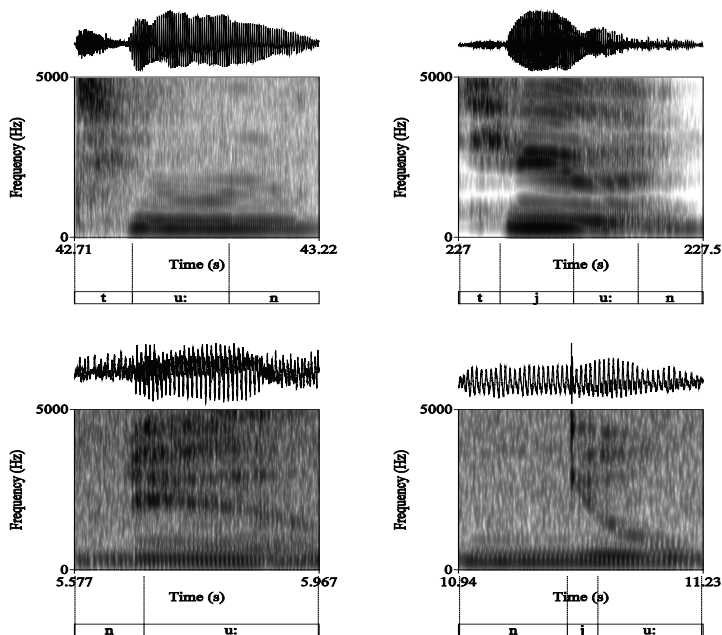 5000
Frequency (Hz)
0
42.71
43.22
Time (s)
t
u:
n
5000
Frequency (Hz)
0
227
227.5
Time (s)
t
j
u:
n
5000
Frequency (Hz)
0
5.577
5.967
Time (s)
n
u:
5000
Frequency (Hz)
0
10.94
11.23
Time (s)
n
j
u: